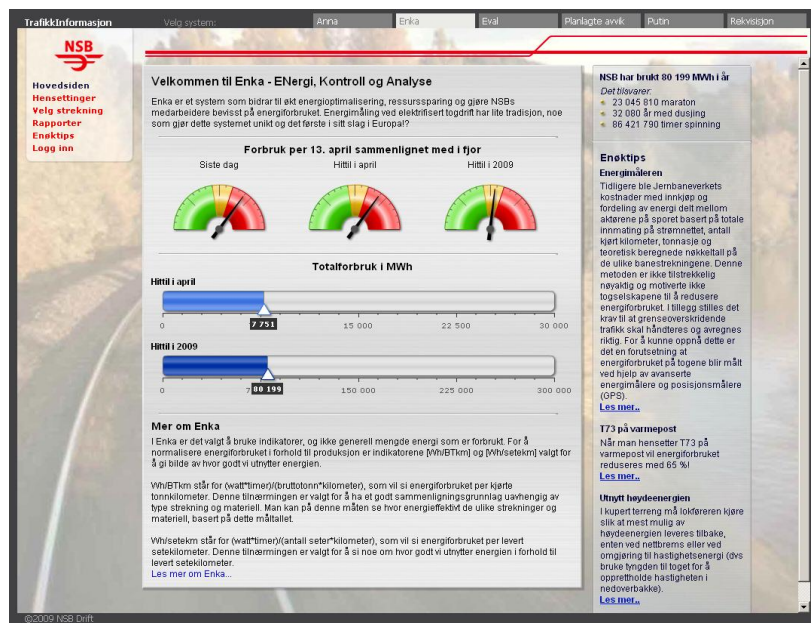 TrafikkInformasjon
Velg system:
Anna
Enka
Eval
Planlagte avvik
Putin
Rekvisisjon
NSB
Hovedsiden
Hensettinger
Velg strekning
Rapporter
Enøktips
Logg inn
Velkommen til Enka - ENergi, Kontroll og Analyse
Enka er et system som bidrar til økt energioptimalisering, ressurssparing og gjøre NSBs
medarbeidere bevisst på energiforbruket. Energimåling av elektrifisert togdrift har lite tradisjon, noe
som gjør dette systemet unikt og det første i sitt slag i Europa!?
Forbruk per 13. april sammenlignet med i fjor
Siste dag
Hittil i april
Hittil i 2009
Totalforbruk i MWh
Hittil i april
0
7 751
15 000
22 500
30 000
Hittil i 2009
0
7
80 199
150 000
225 000
300 000
Mer om Enka
I Enka er det valgt å bruke indikatorer, og ikke generell mengde energi som er forbrukt. For å
normalisere energiforbruket i forhold til produksjon er indikatorene [Wh/BTkm] og [Wh/setekm] valgt for
å gi bilde av hvor godt vi utnytter energien.
Wh/BTkm står for (watt*timer)/(bruttotonn*kilometer), som vil si energiforbruket per kjørte
tonnkilometer. Denne tilnærmingen er valgt for å ha et godt sammenligningsgrunnlag uavhengig av
type strekning og materiell. Man kan på denne måten se hvor energieffektivt de ulike strekninger og
materiell, basert på dette måltallet.
Wh/setekm står for (watt*timer)/(antall seter*kilometer), som vil si energiforbruket per levert
setekilometer. Denne tilnærmingen er valgt for å si noe om hvor godt vi utnytter energien i forhold til
levert setekilometer.
Les mer om Enka...
NSB har brukt 80 199 MWh i år
Det tilsvarer:
23 045 810 maraton
32 080 år med dusjing
86 421 790 timer spinning
Enøktips
Energimåleren
Tidligere ble Jernbaneverkets
kostnader med innkjøp og
fordeling av energi delt mellom
aktørene på sporet basert på totale
innmating på strømnettet, antall
kjørt kilometer, tonnasje og
teoretisk beregnede nøkkeltall på
de ulike banestrekningene. Denne
metoden er ikke tilstrekkelig
nøyaktig og motiverte ikke
togselskapene til å redusere
energiforbruket. I tillegg stilles det
krav til at grenseoverskridende
trafikk skal håndteres og avregnes
riktig. For å kunne oppnå dette er
det en forutsetning at
energiforbruket på togene blir målt
ved hjelp av avanserte
energimålere og posisjonsmålere
(GPS).
Les mer..
T73 på varmepost
Når man hensetter T73 på
varmepost vil energiforbruket
reduseres med 65 %!
Les mer..
Utnytt høydeenergien
I kupert terreng må lokføreren kjøre
slik at mest mulig av
høydeenergien leveres tilbake,
enten ved nettbrems eller ved
omgjøring til hastighetsenergi (dvs
bruke tyngden til toget for å
opprettholde hastigheten i
nedoverbakke).
Les mer..
©2009 NSB Drift